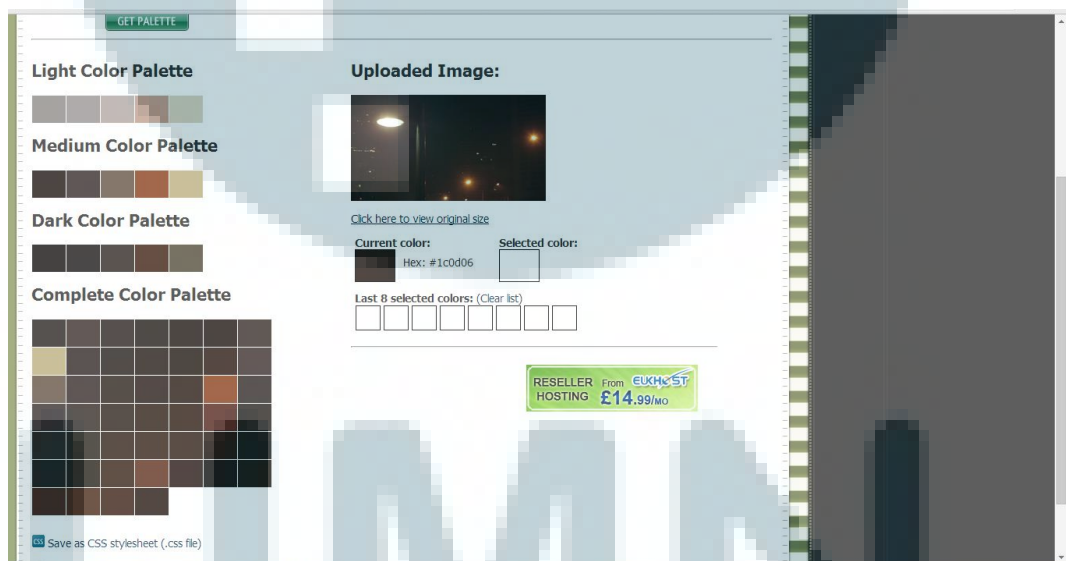 GET PALETTE
Light Color Palette
Medium Color Palette
Dark Color Palette
Complete Color Palette
CSS Save as CSS stylesheet (.css file)
Uploaded Image:
Click here to view original size
Current color:
Hex: #1c0d06
Selected color:
Last 8 selected colors: (Clear list)
RESELLER HOSTING
From EUKHOST
£14.99/MO